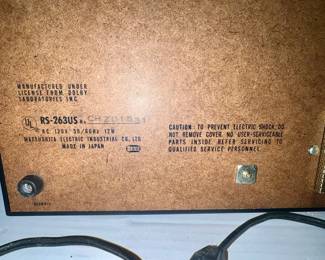 MANUFACTURED UNDER
LICENSE FROM DOLBY
LABORATORIES INC
UL RS-263US
AC 120V 50/60Hz 12W
MATSUSHITA ELECTRIC INDUSTRIAL CO., LTD.
MADE IN JAPAN
CAUTION: TO PREVENT ELECTRIC SHOCK, DO
NOT REMOVE COVER. NO USER-SERVICEABLE
PARTS INSIDE. REFER SERVICING TO
QUALIFIED SERVICE PERSONNEL.